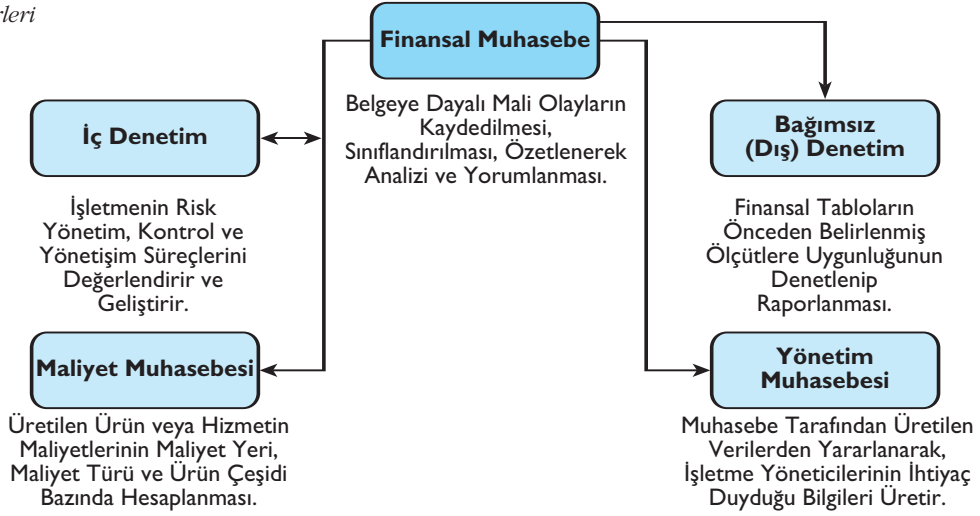 Finansal Muhasebe
Belgeye Dayalı Mali Olayların
Kaydedilmesi,
Sınıflandırılması, Özetlenerek
Analizi ve Yorumlanması.
İç Denetim
İşletmenin Risk
Yönetim, Kontrol ve
Yönetişim Süreçlerini
Değerlendirir ve
Geliştirir.
Bağımsız
(Dış) Denetim
Finansal Tabloların
Önceden Belirlenmiş
Ölçütlere Uygunluğunun
Denetlenip
Raporlanması.
Maliyet Muhasebesi
Üretilen Ürün veya Hizmetin
Maliyetlerinin Maliyet Yeri,
Maliyet Türü ve Ürün Çeşidi
Bazında Hesaplanması.
Yönetim
Muhasebesi
Muhasebe Tarafından Üretilen
Verilerden Yararlanarak,
İşletme Yöneticilerinin İhtiyaç
Duyduğu Bilgileri Üretir.